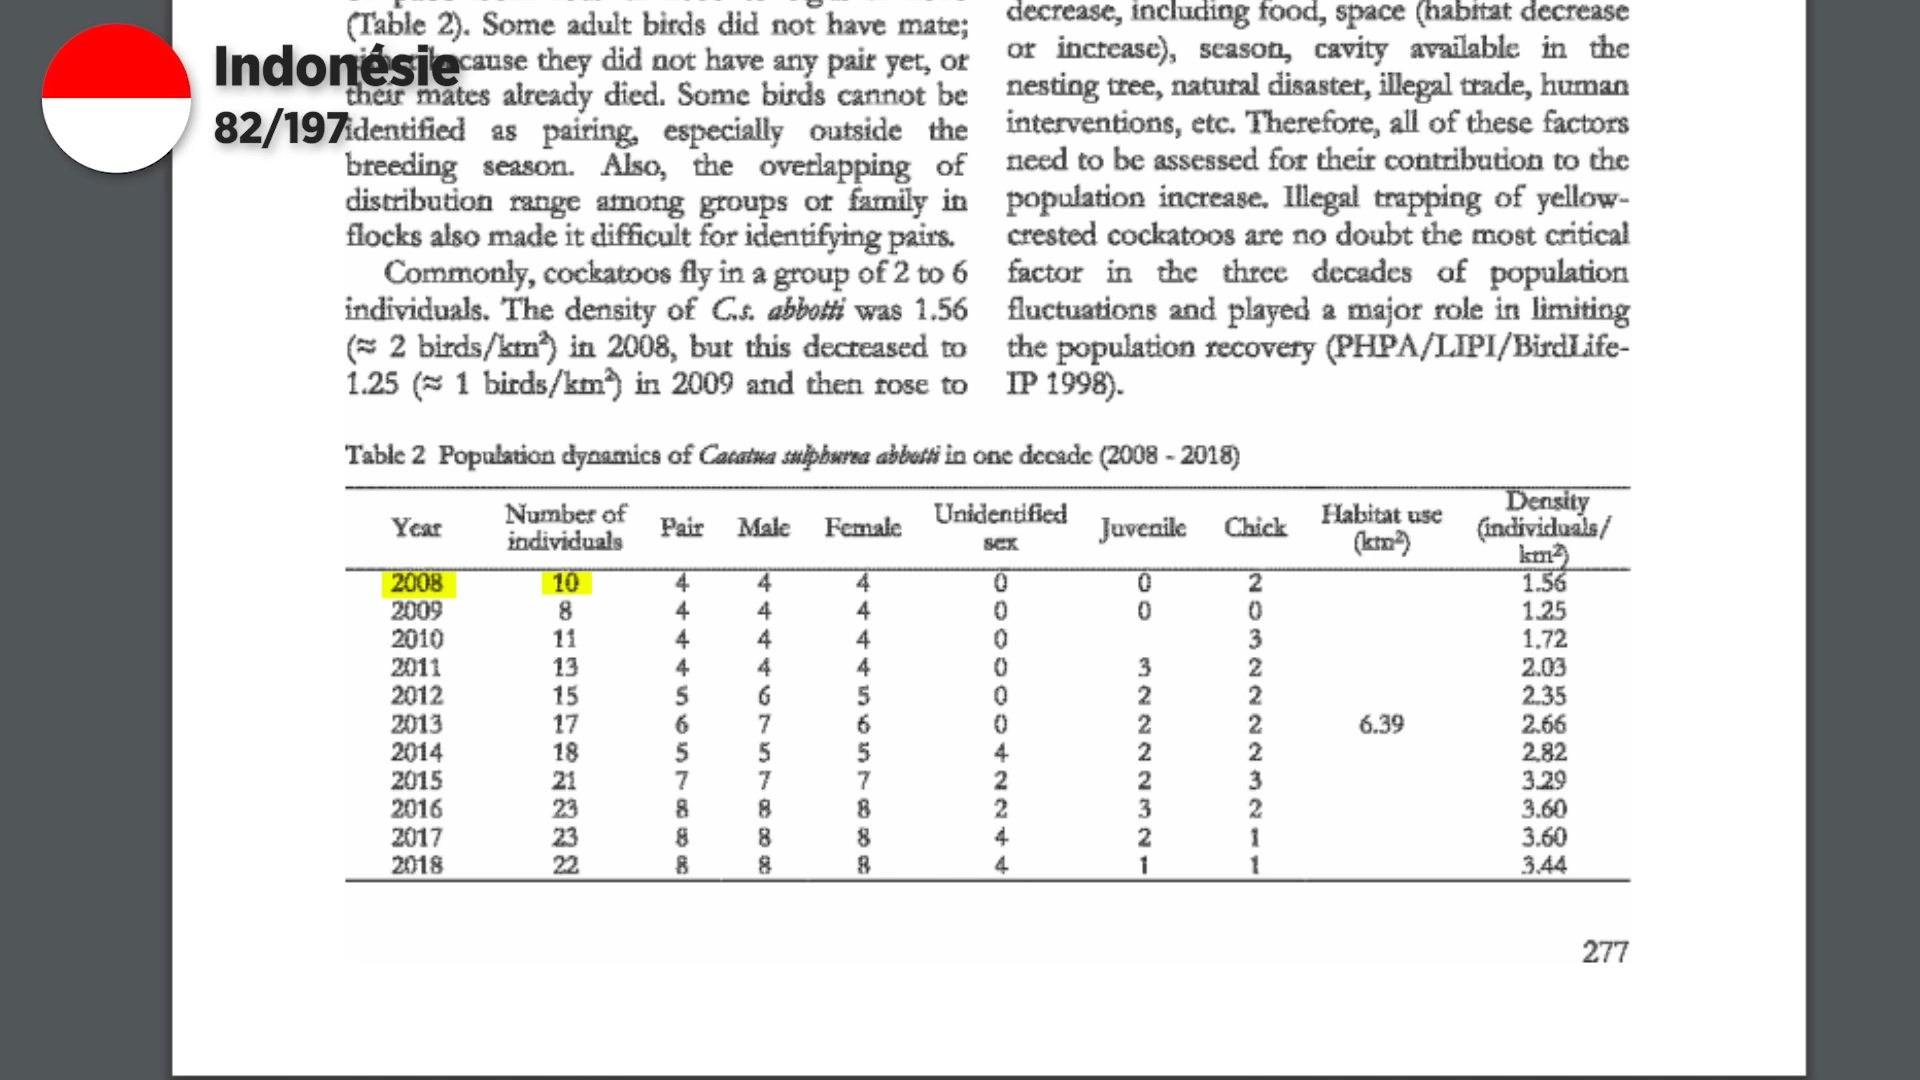 Indonésie
82/197
(Table 2). Some adult birds did not have mate;
cause they did not have any pair yet, or
their mates already died. Some birds cannot be
identified as pairing, especially outside the
breeding season. Also, the overlapping of
distribution range among groups or family in
flocks also made it difficult for identifying pairs.
Commonly, cockatoos fly in a group of 2 to 6
individuals. The density of C.s. abbotti was 1.56
(≈ 2 birds/km²) in 2008, but this decreased to
1.25 (≈ 1 birds/km²) in 2009 and then rose to
decrease, including food, space (habitat decrease
or increase), season, cavity available in the
nesting tree, natural disaster, illegal trade, human
interventions, etc. Therefore, all of these factors
need to be assessed for their contribution to the
population increase. Illegal trapping of yellow-
crested cockatoos are no doubt the most critical
factor in the three decades of population
fluctuations and played a major role in limiting
the population recovery (PHPA/LIPI/BirdLife-
IP 1998).
Table 2 Population dynamics of Cacatua sulphurea abbotti in one decade (2008 - 2018)
Year Number of individuals Pair Male Female Unidentified sex Juvenile Chick Habitat use (km²) Density (individuals/ km²)
2008 10 4 4 4 0 0 2 1.56
2009 8 4 4 4 0 0 0 1.25
2010 11 4 4 4 0 3 1.72
2011 13 4 4 4 0 3 2 2.03
2012 15 5 6 5 0 2 2 2.35
2013 17 6 7 6 0 2 2 6.39 2.66
2014 18 5 5 5 4 2 2 2.82
2015 21 7 7 7 2 2 3 3.29
2016 23 8 8 8 2 3 2 3.60
2017 23 8 8 8 4 2 1 3.60
2018 22 8 8 8 4 1 1 3.44
277